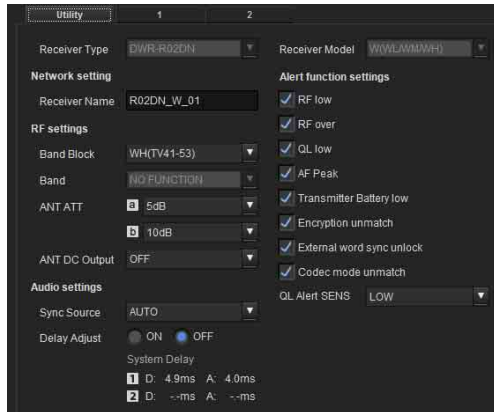 Utility 1 2
Receiver Type DWR-R02DN
Network setting
Receiver Name R02DN_W_01
RF settings
Band Block WH(TV41-53)
Band NO FUNCTION
ANT ATT a 5dB
b 10dB
ANT DC Output OFF
Audio settings
Sync Source AUTO
Delay Adjust ON OFF
System Delay
1 D: 4.9ms A: 4.0ms
2 D: -.-ms A: -.-ms
Receiver Model W(WL/WM/WH)
Alert function settings
RF low
RF over
QL low
AF Peak
Transmitter Battery low
Encryption unmatch
External word sync unlock
Codec mode unmatch
QL Alert SENS LOW